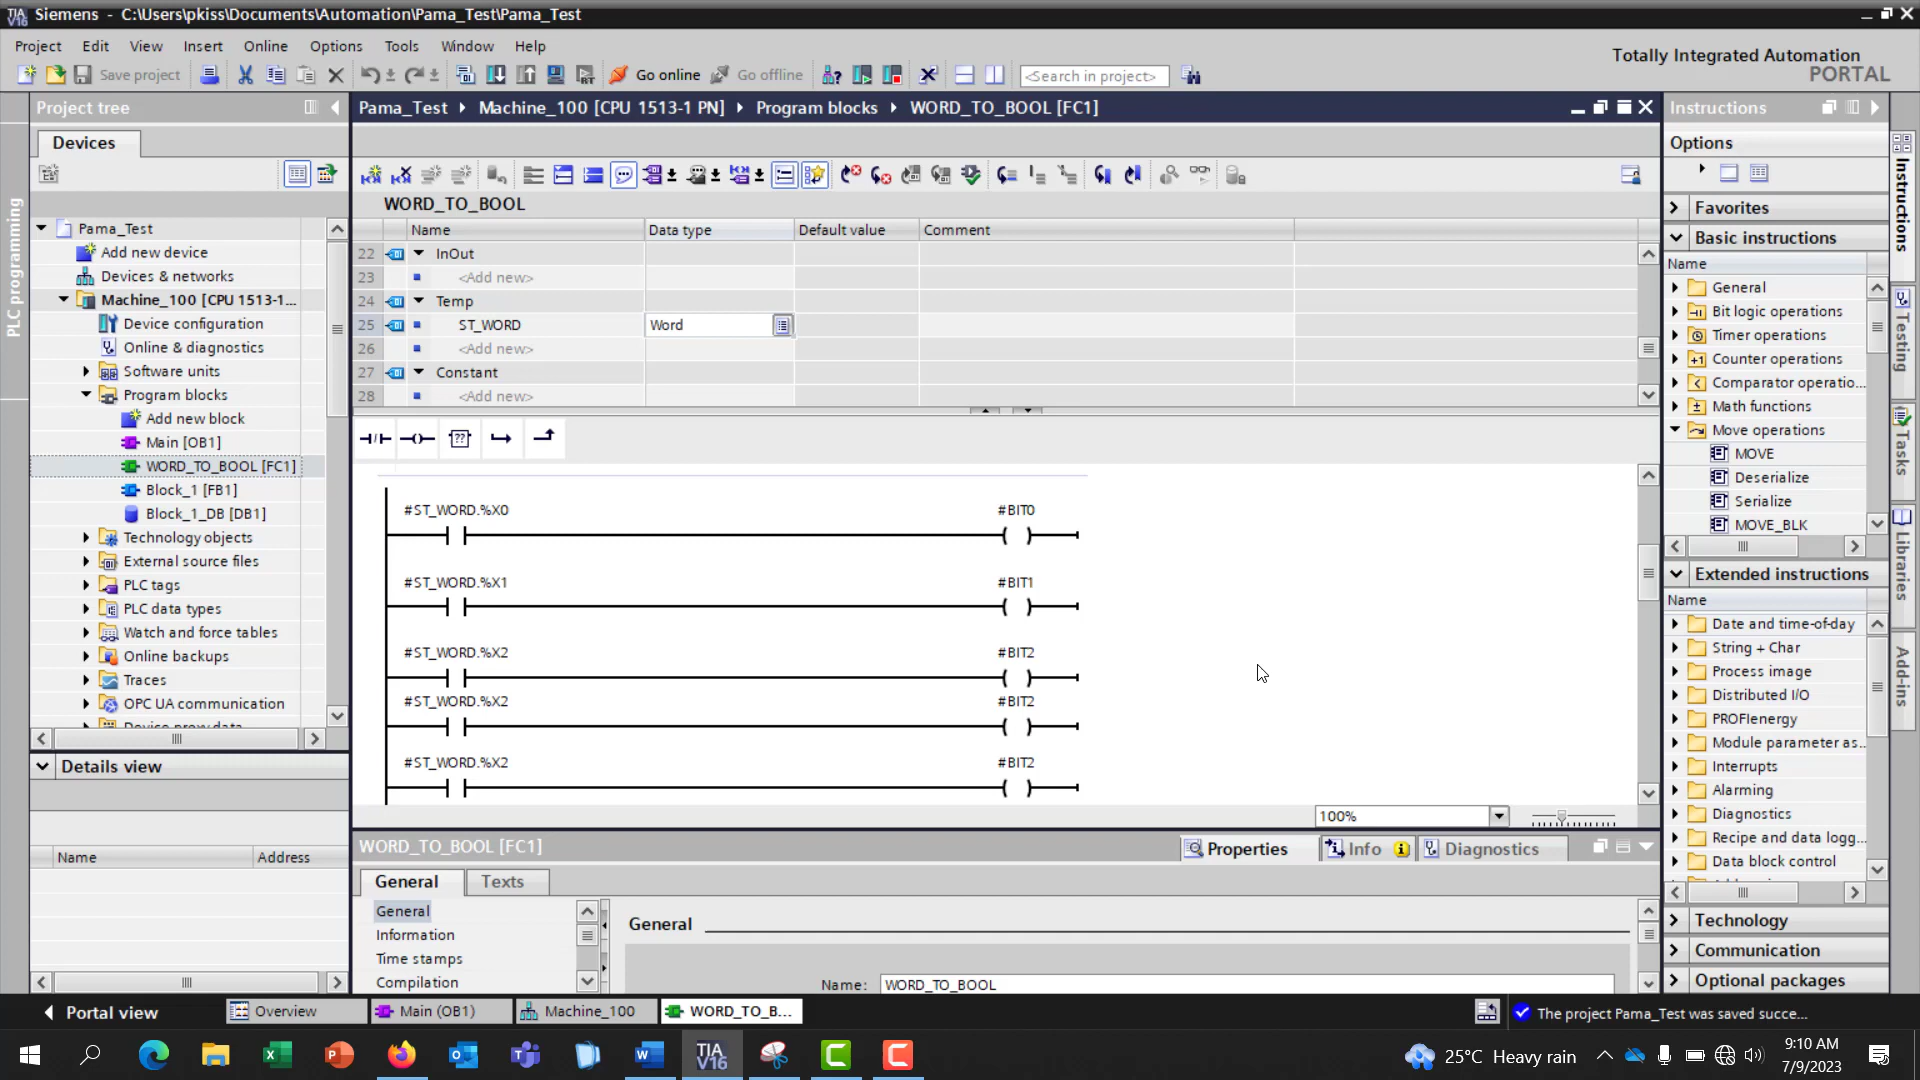 TIA V16 Siemens - C:\Users\pkiss\Documents\Automation\Pama_Test\Pama_Test
Project Edit View Insert Online Options Tools Window Help
Totally Integrated Automation
PORTAL
Save project
Go online
Go offline
<Search in project>
Project tree
Pama_Test
Machine_100 [CPU 1513-1 PN]
Program blocks
WORD_TO_BOOL [FC1]
Instructions
Devices
Options
PLC programming
WORD_TO_BOOL
Name Data type Default value Comment
22 InOut
23 <Add new>
24 Temp
25 ST_WORD Word
26 <Add new>
27 Constant
28 <Add new>
Pama_Test
Add new device
Devices & networks
Machine_100 [CPU 1513-1...
Device configuration
Online & diagnostics
Software units
Program blocks
Add new block
Main [OB1]
WORD_TO_BOOL [FC1]
Block_1 [FB1]
Block_1_DB [DB1]
Technology objects
External source files
PLC tags
PLC data types
Watch and force tables
Online backups
Traces
OPC UA communication
Device proxy data
??
#ST_WORD.%X0 #BIT0
#ST_WORD.%X1 #BIT1
#ST_WORD.%X2 #BIT2
#ST_WORD.%X2 #BIT2
#ST_WORD.%X2 #BIT2
100%
Favorites
Basic instructions
Name
General
Bit logic operations
Timer operations
Counter operations
Comparator operatio...
Math functions
Move operations
MOVE
Deserialize
Serialize
MOVE_BLK
Extended instructions
Name
Date and time-of-day
String + Char
Process image
Distributed I/O
PROFIenergy
Module parameter as...
Interrupts
Alarming
Diagnostics
Recipe and data logg...
Data block control
Technology
Communication
Optional packages
Instructions
Testing
Tasks
Libraries
Add-ins
Details view
Name Address
WORD_TO_BOOL [FC1]
Properties
Info
Diagnostics
General
Texts
General
Information
Time stamps
Compilation
General
Name: WORD_TO_BOOL
Portal view
Overview
Main (OB1)
Machine_100
WORD_TO_B...
The project Pama_Test was saved succe...
TIA
V16
25°C Heavy rain
9:10 AM
7/9/2023